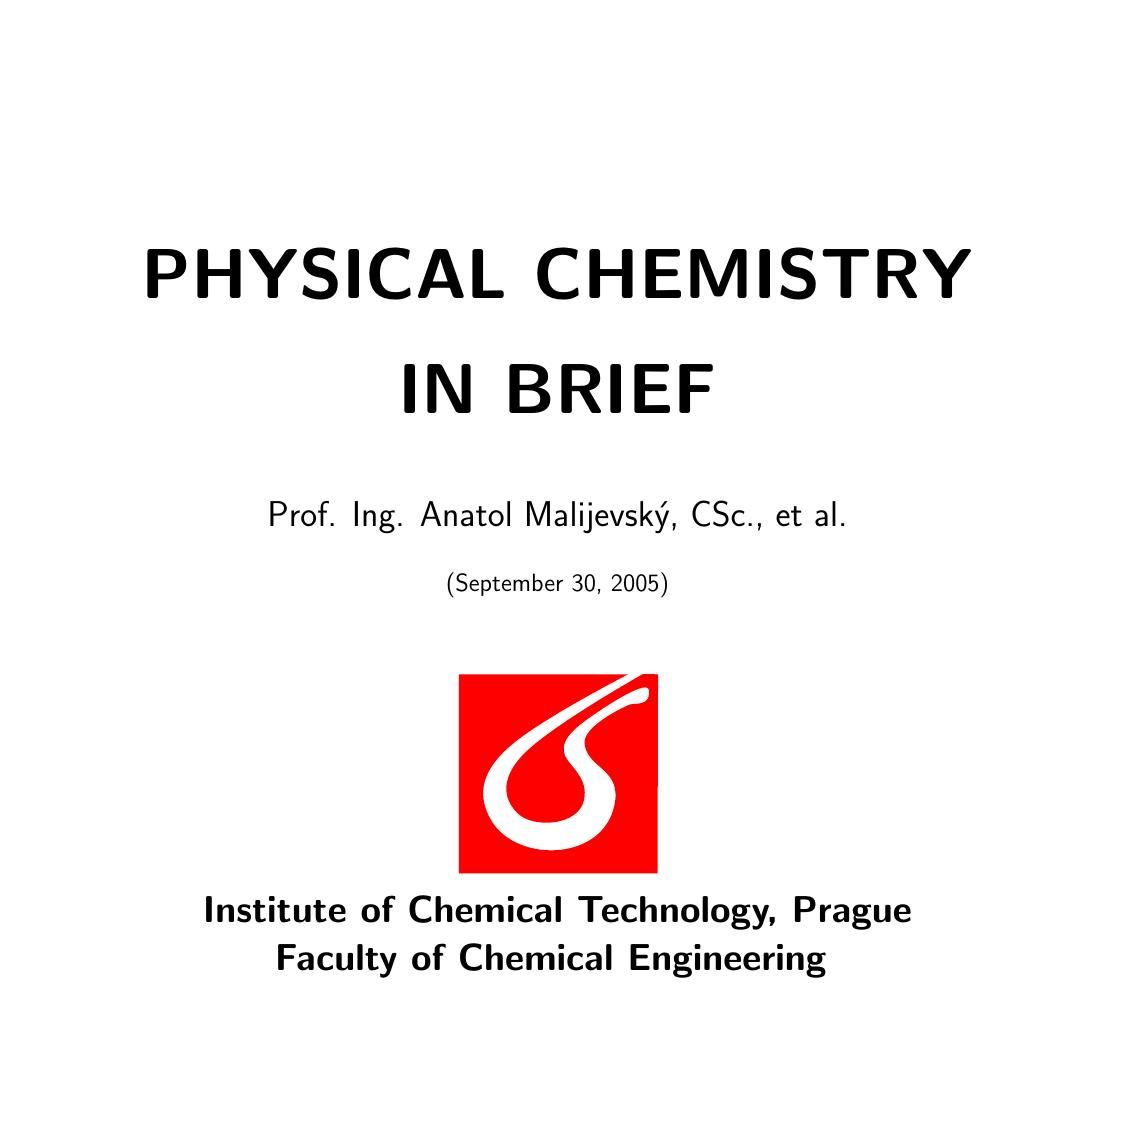 PHYSICAL CHEMISTRY
IN BRIEF
Prof. Ing. Anatol Malijevský, CSc., et al.
(September 30, 2005)
Institute of Chemical Technology, Prague
Faculty of Chemical Engineering